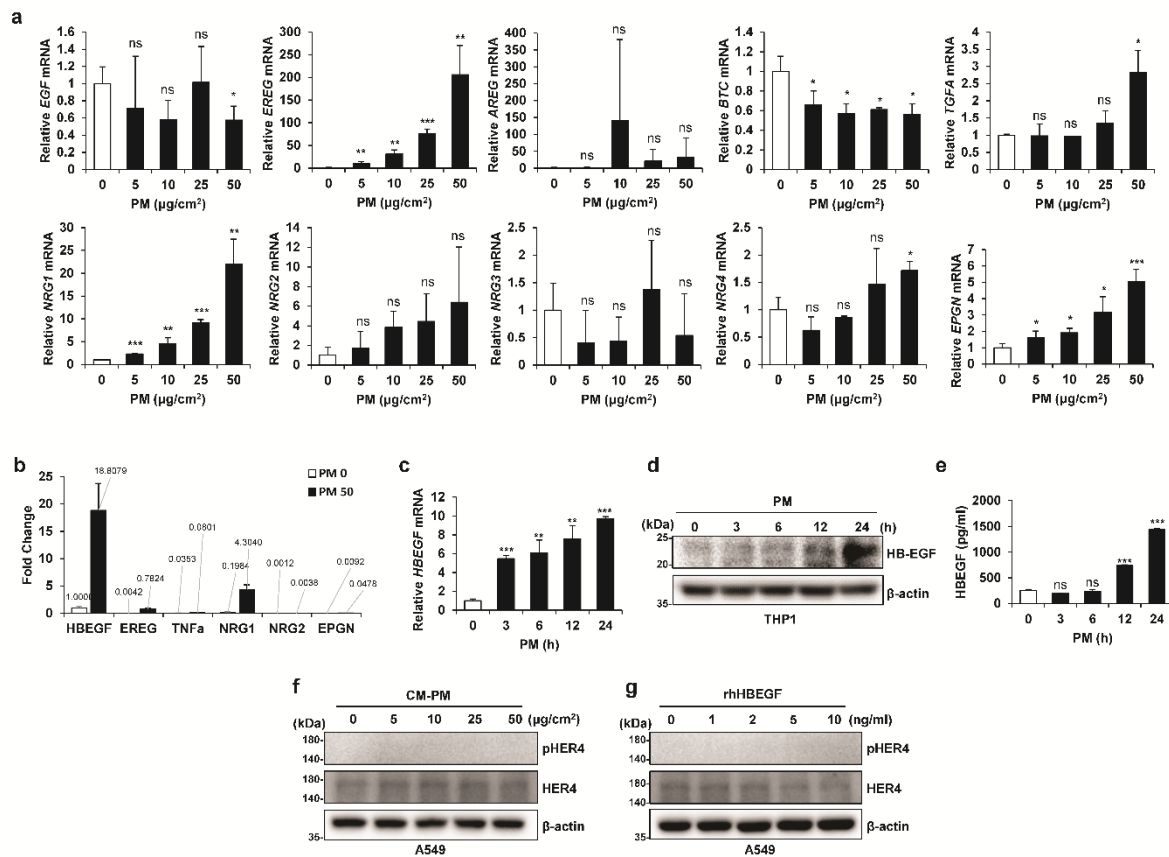 a
Relative EGF mRNA
1.6
1.4
1.2
1
0.8
0.6
0.4
0.2
0
ns
ns
ns
*
0 5 10 25 50
PM (µg/cm²)
Relative EREG mRNA
300
250
200
150
100
50
0
**
**
***
**
0 5 10 25 50
PM (µg/cm²)
Relative AREG mRNA
400
350
300
250
200
150
100
50
0
ns
ns
ns
ns
0 5 10 25 50
PM (µg/cm²)
Relative BTC mRNA
1.4
1.2
1
0.8
0.6
0.4
0.2
0
*
*
*
*
0 5 10 25 50
PM (µg/cm²)
Relative TGFA mRNA
4
3.5
3
2.5
2
1.5
1
0.5
0
ns
ns
ns
*
0 5 10 25 50
PM (µg/cm²)
Relative NRG1 mRNA
30
25
20
15
10
5
0
***
**
***
**
0 5 10 25 50
PM (µg/cm²)
Relative NRG2 mRNA
14
12
10
8
6
4
2
0
ns
ns
ns
ns
0 5 10 25 50
PM (µg/cm²)
Relative NRG3 mRNA
2.5
2
1.5
1
0.5
0
ns
ns
ns
ns
0 5 10 25 50
PM (µg/cm²)
Relative NRG4 mRNA
2.5
2
1.5
1
0.5
0
ns
ns
ns
*
0 5 10 25 50
PM (µg/cm²)
Relative EPGN mRNA
7
6
5
4
3
2
1
0
*
*
*
***
0 5 10 25 50
PM (µg/cm²)
b
Fold Change
25
20
15
10
5
0
PM 0
PM 50
1.0000
18.8079
0.0042
0.7824
0.0353
0.0801
0.1984
4.3040
0.0012
0.0038
0.0092
0.0478
HBEGF EREG TNFa NRG1 NRG2 EPGN
c
Relative HBEGF mRNA
12
10
8
6
4
2
0
***
**
**
***
0 3 6 12 24
PM (h)
d
PM
(kDa) 0 3 6 12 24 (h)
25-
20-
HB-EGF
35-
β-actin
THP1
e
HBEGF (pg/ml)
2000
1500
1000
500
0
ns
ns
***
***
0 3 6 12 24
PM (h)
f
CM-PM
(kDa) 0 5 10 25 50 (µg/cm²)
180-
140-
pHER4
180-
140-
HER4
35-
β-actin
A549
g
rhHBEGF
(kDa) 0 1 2 5 10 (ng/ml)
180-
140-
pHER4
180-
140-
HER4
35-
β-actin
A549